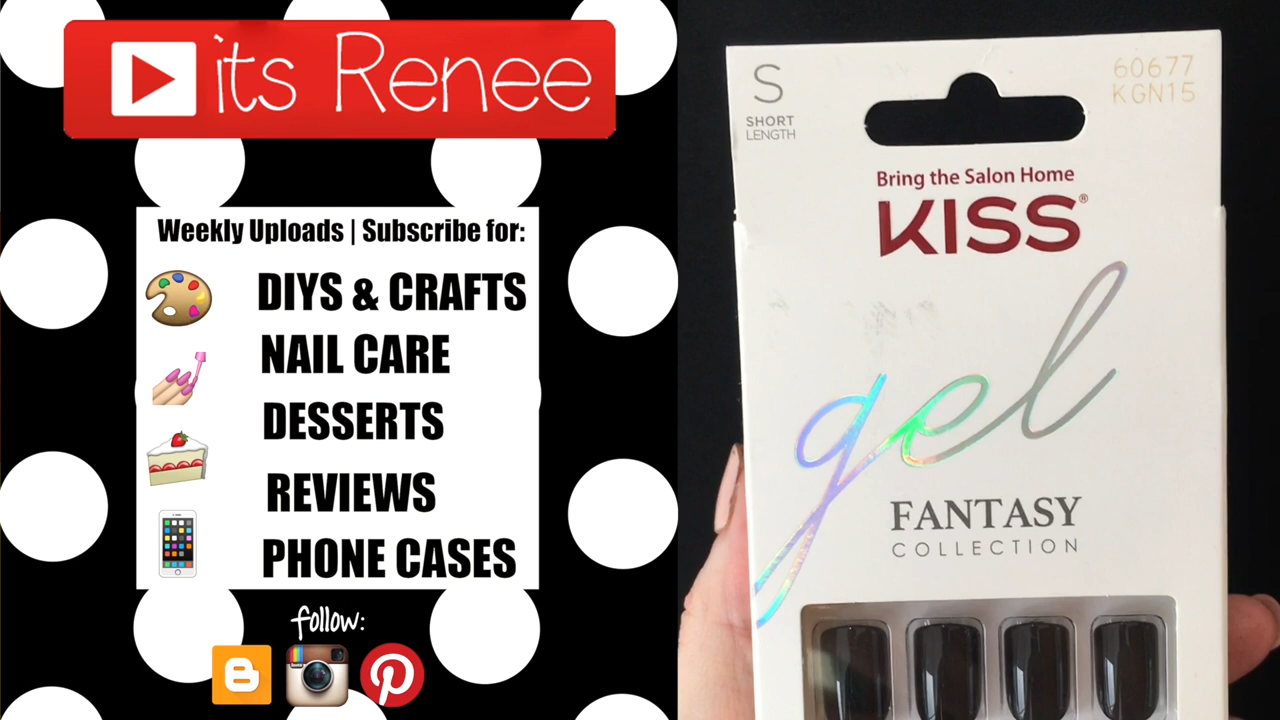 its Renee
Weekly Uploads | Subscribe for:
DIYS & CRAFTS
NAIL CARE
DESSERTS
REVIEWS
PHONE CASES
follow:
S
SHORT
LENGTH
60677
KGN15
Bring the Salon Home
KISS®
gel
FANTASY
COLLECTION